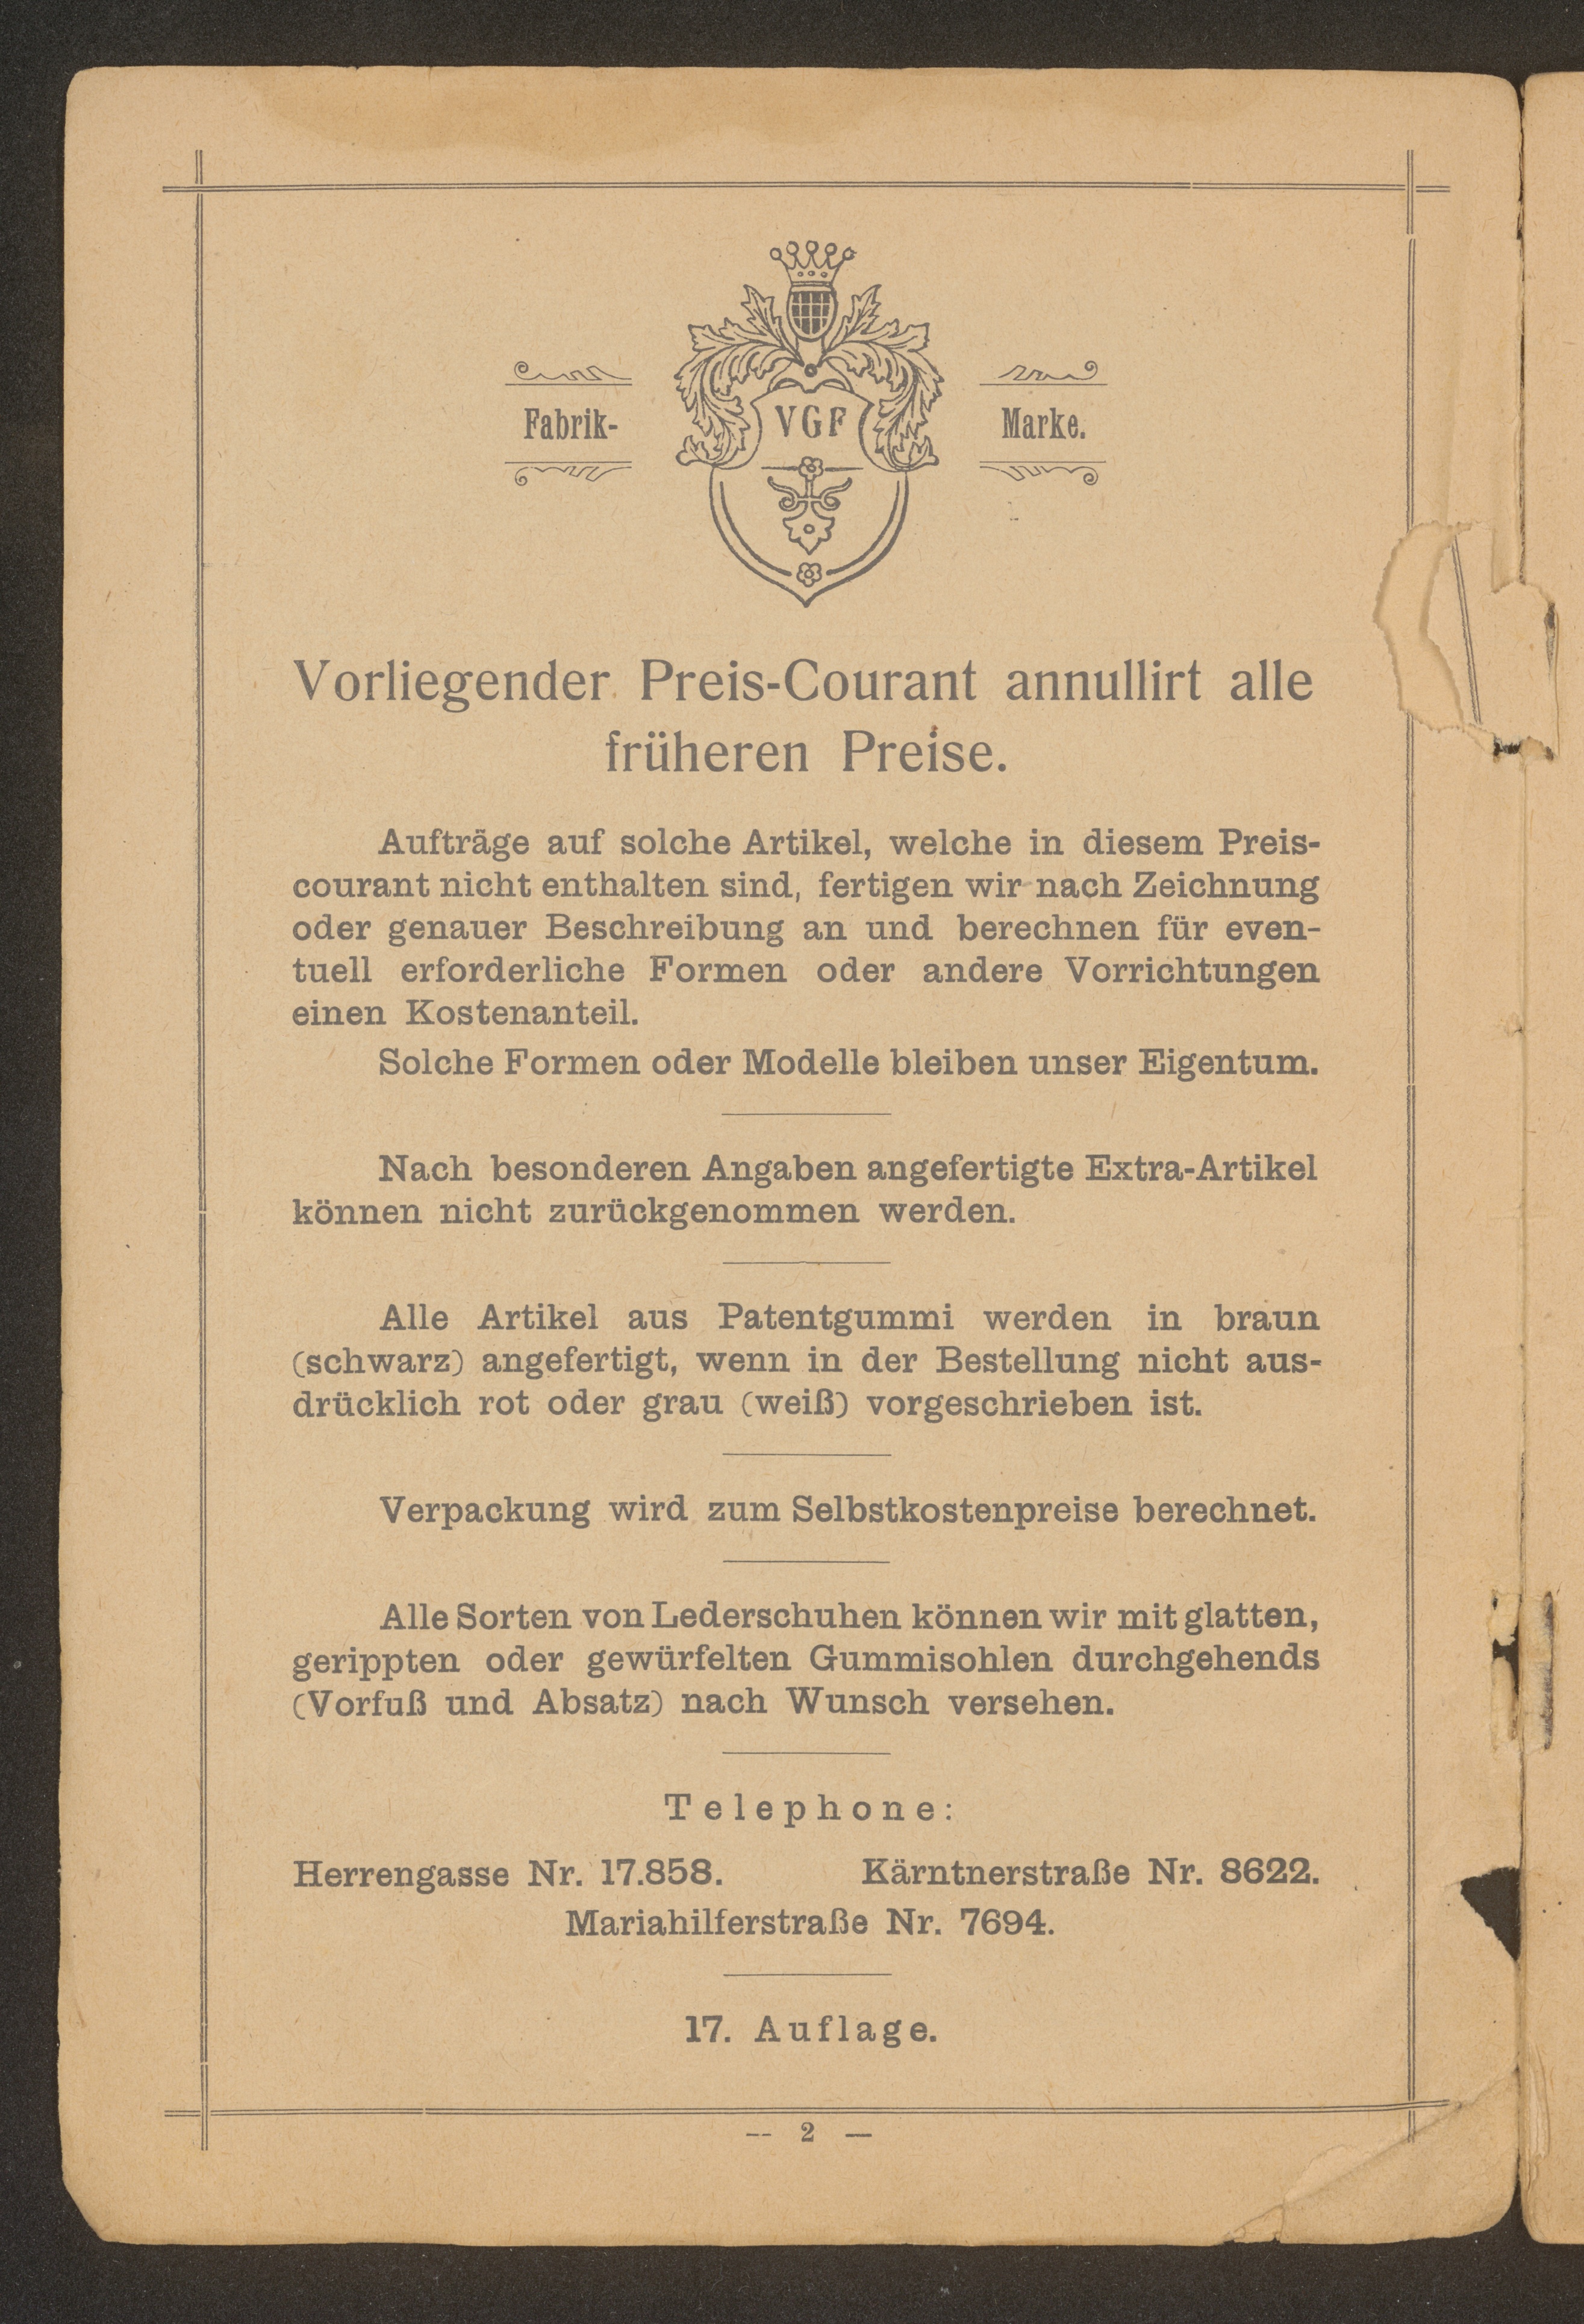 Fabrik- VGF Marke.
Vorliegender Preis-Courant annullirt alle
früheren Preise.
Aufträge auf solche Artikel, welche in diesem Preis-
courant nicht enthalten sind, fertigen wir nach Zeichnung
oder genauer Beschreibung an und berechnen für even-
tuell erforderliche Formen oder andere Vorrichtungen
einen Kostenanteil.
Solche Formen oder Modelle bleiben unser Eigentum.
Nach besonderen Angaben angefertigte Extra-Artikel
können nicht zurückgenommen werden.
Alle Artikel aus Patentgummi werden in braun
(schwarz) angefertigt, wenn in der Bestellung nicht aus-
drücklich rot oder grau (weiß) vorgeschrieben ist.
Verpackung wird zum Selbstkostenpreise berechnet.
Alle Sorten von Lederschuhen können wir mit glatten,
gerippten oder gewürfelten Gummisohlen durchgehends
(Vorfuß und Absatz) nach Wunsch versehen.
Telephone:
Herrengasse Nr. 17.858. Kärntnerstraße Nr. 8622.
Mariahilferstraße Nr. 7694.
17. Auflage.
-- 2 —